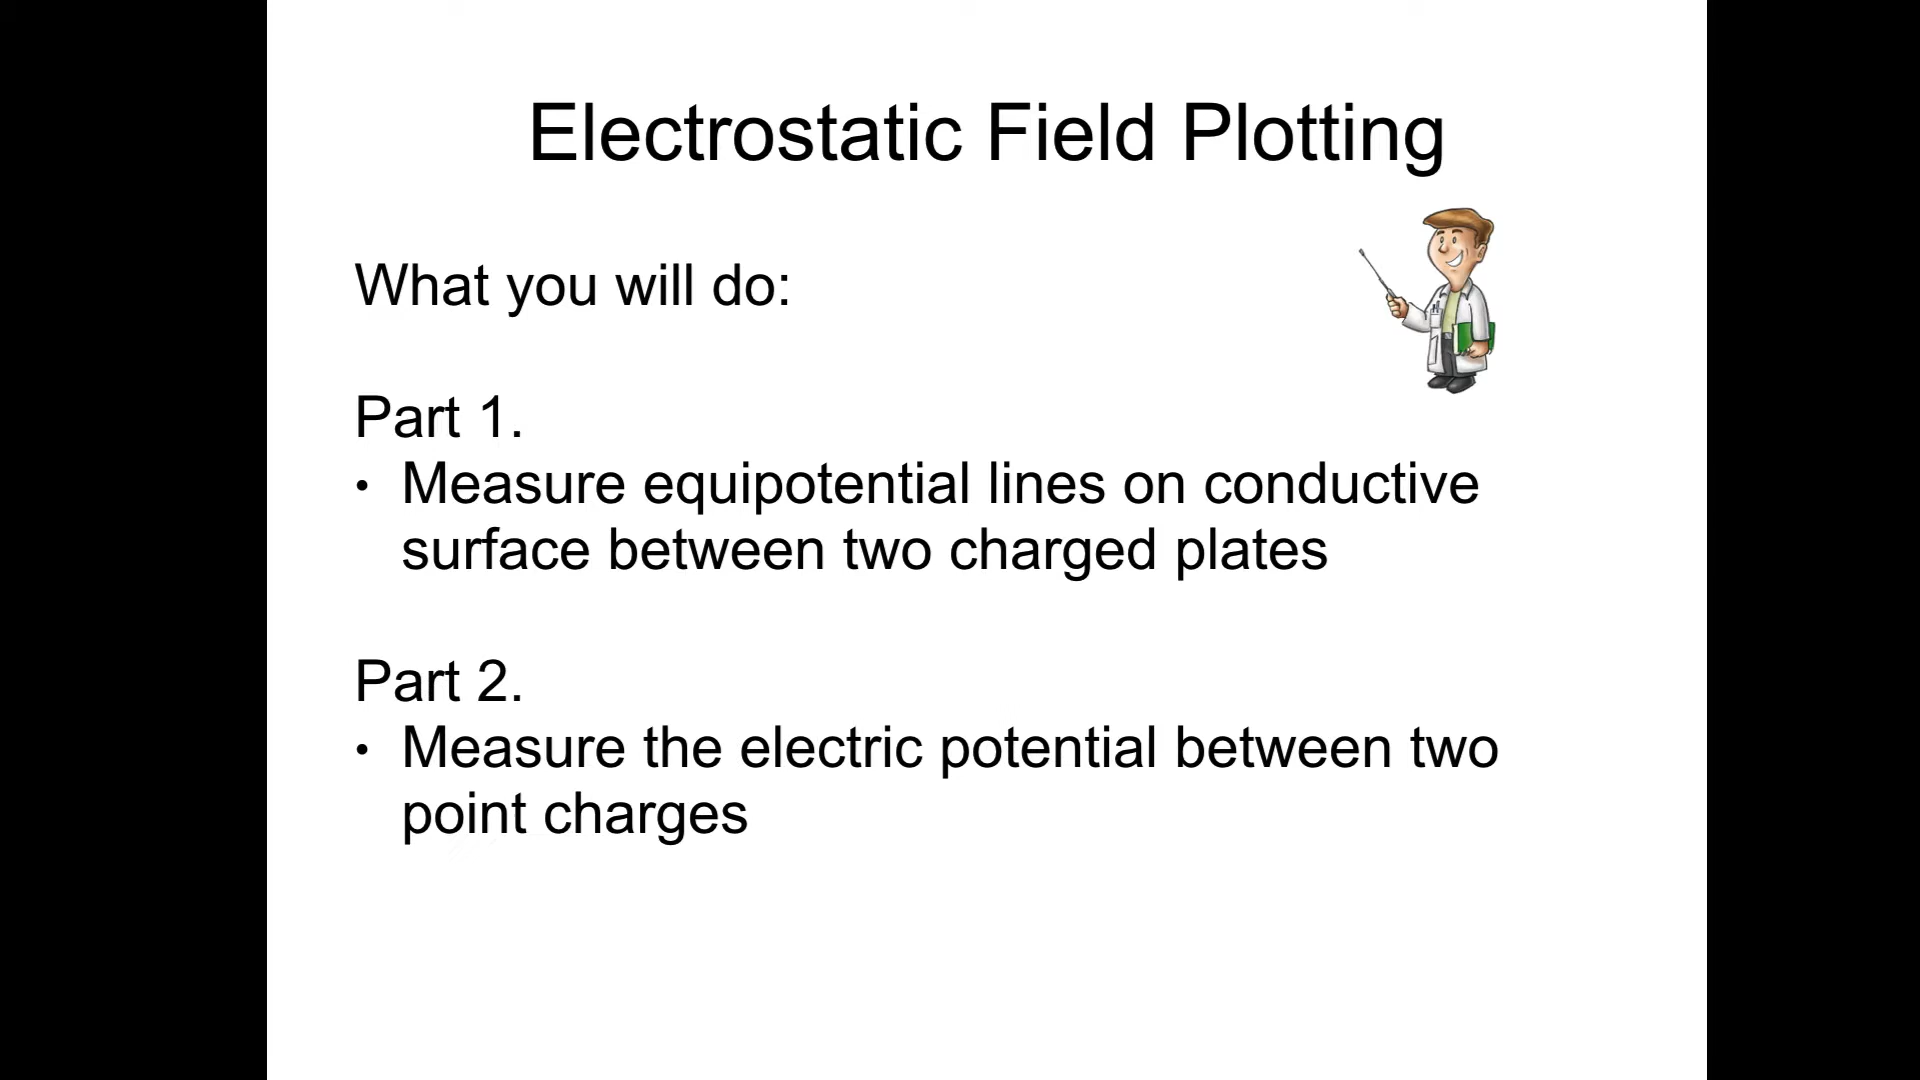 Electrostatic Field Plotting
What you will do:
Part 1.
• Measure equipotential lines on conductive
surface between two charged plates
Part 2.
• Measure the electric potential between two
point charges